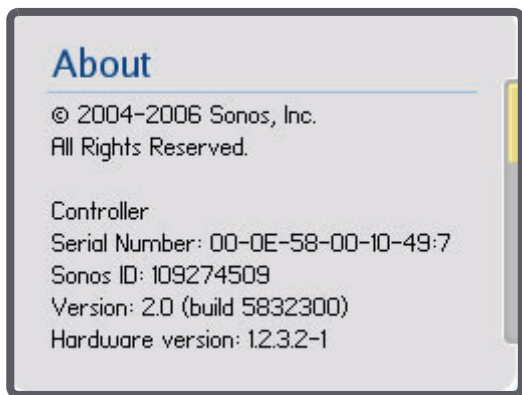 About
© 2004-2006 Sonos, Inc.
All Rights Reserved.
Controller
Serial Number: 00-0E-58-00-10-49:7
Sonos ID: 109274509
Version: 2.0 (build 5832300)
Hardware version: 1.2.3.2-1